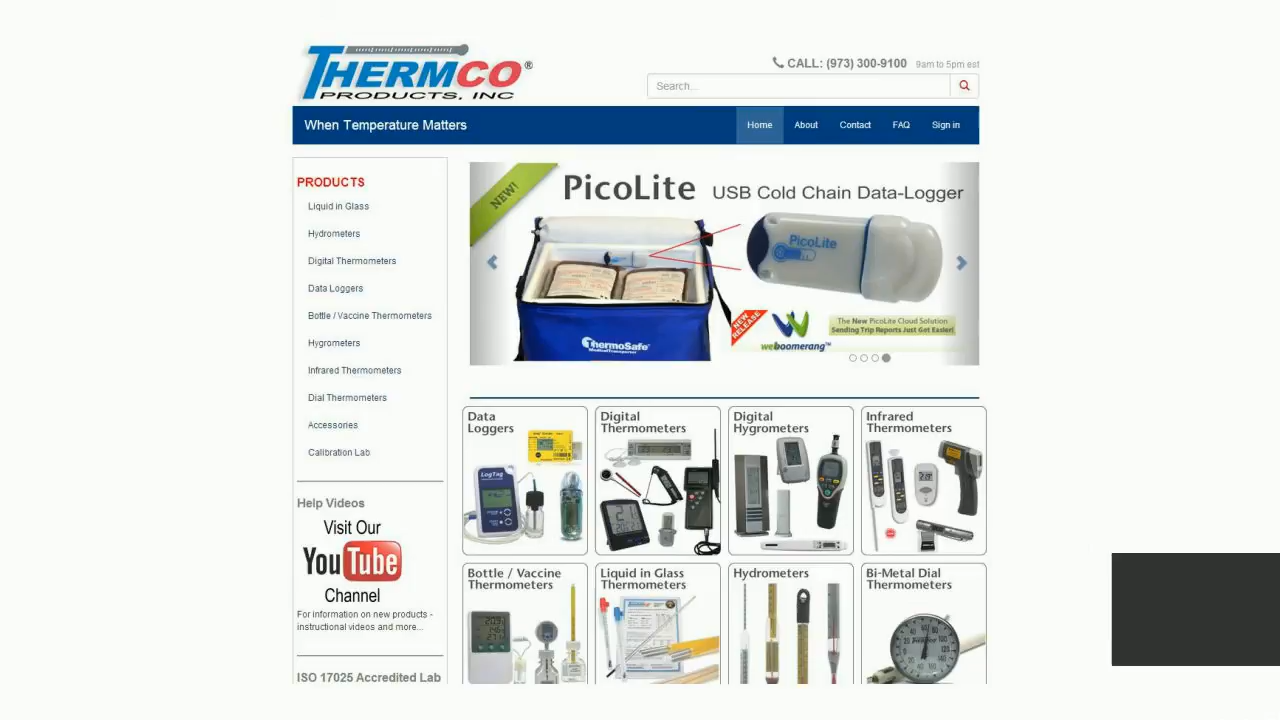 THERMCO®
PRODUCTS, INC
CALL: (973) 300-9100 9am to 5pm est
Search...
When Temperature Matters
Home About Contact FAQ Sign in
PRODUCTS
Liquid in Glass
Hydrometers
Digital Thermometers
Data Loggers
Bottle / Vaccine Thermometers
Hygrometers
Infrared Thermometers
Dial Thermometers
Accessories
Calibration Lab
Help Videos
Visit Our
YouTube
Channel
For information on new products -
instructional videos and more...
ISO 17025 Accredited Lab
NEW!
PicoLite USB Cold Chain Data-Logger
PicoLite
ThermoSafe
MedicalTransporter
NEW
RELEASE
weboomerang™
The New PicoLite Cloud Solution
Sending Trip Reports Just Got Easier!
Data
Loggers
LogTag
Digital
Thermometers
Digital
Hygrometers
Infrared
Thermometers
Bottle / Vaccine
Thermometers
Liquid in Glass
Thermometers
THERMCO
Hydrometers
Bi-Metal Dial
Thermometers